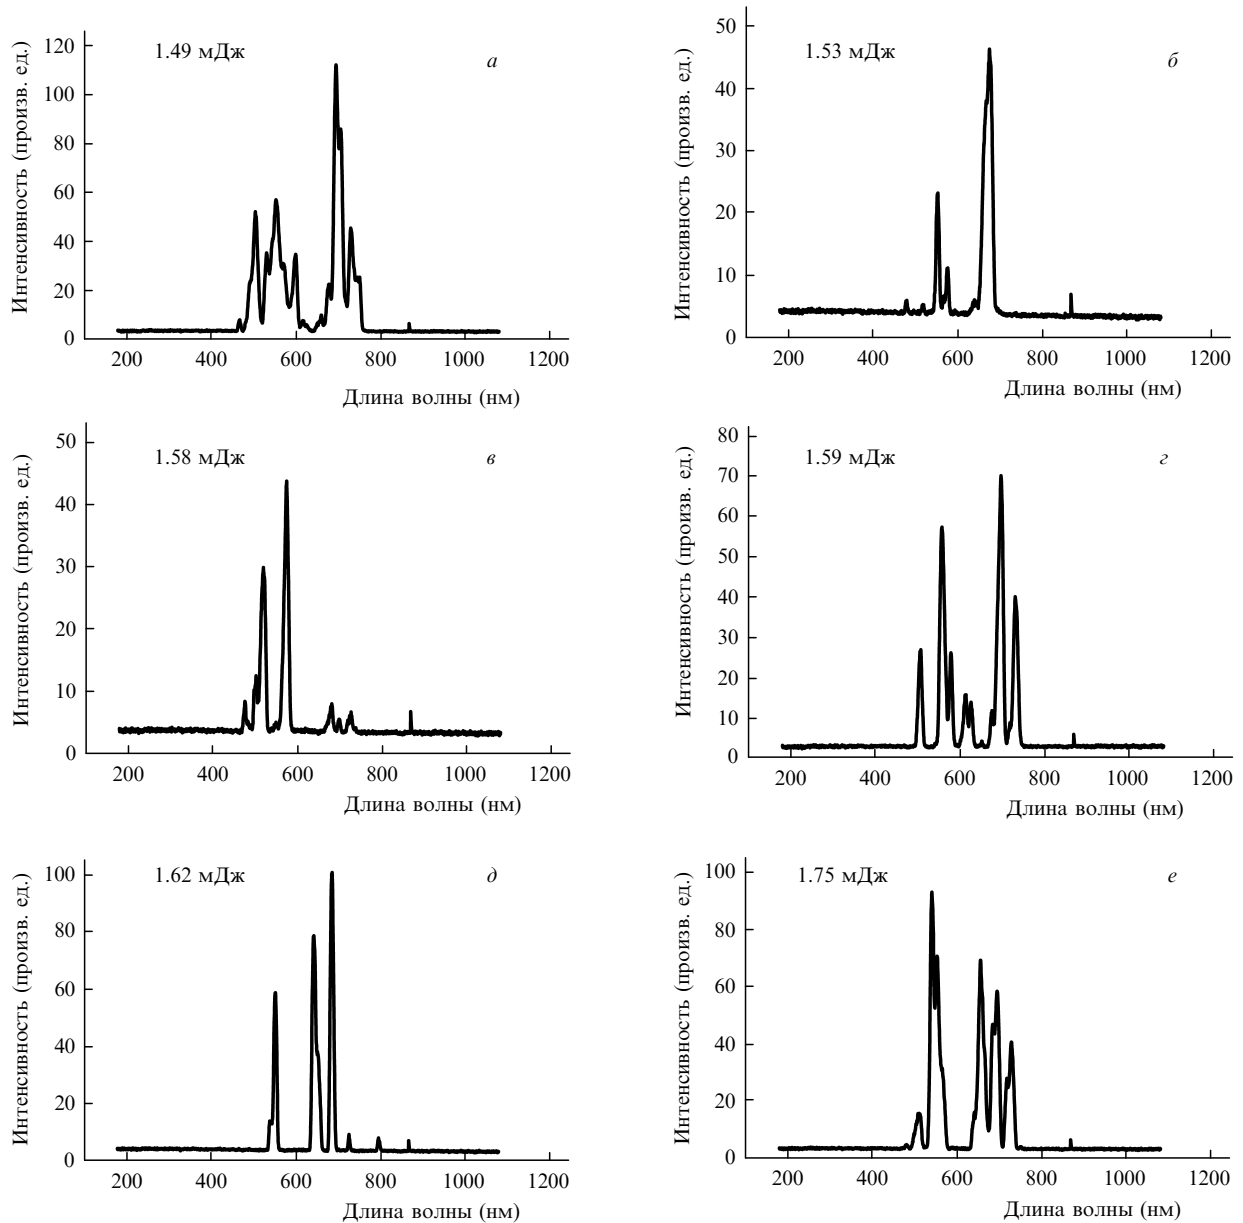 Интенсивность (произв. ед.)
1.49 мДж
а
120
100
80
60
40
20
0
200 400 600 800 1000 1200
Длина волны (нм)
Интенсивность (произв. ед.)
1.53 мДж
б
50
40
30
20
10
0
200 400 600 800 1000 1200
Длина волны (нм)
Интенсивность (произв. ед.)
1.58 мДж
в
50
40
30
20
10
0
200 400 600 800 1000 1200
Длина волны (нм)
Интенсивность (произв. ед.)
1.59 мДж
г
80
70
60
50
40
30
20
10
0
200 400 600 800 1000 1200
Длина волны (нм)
Интенсивность (произв. ед.)
1.62 мДж
д
100
80
60
40
20
0
200 400 600 800 1000 1200
Длина волны (нм)
Интенсивность (произв. ед.)
1.75 мДж
е
100
80
60
40
20
0
200 400 600 800 1000 1200
Длина волны (нм)